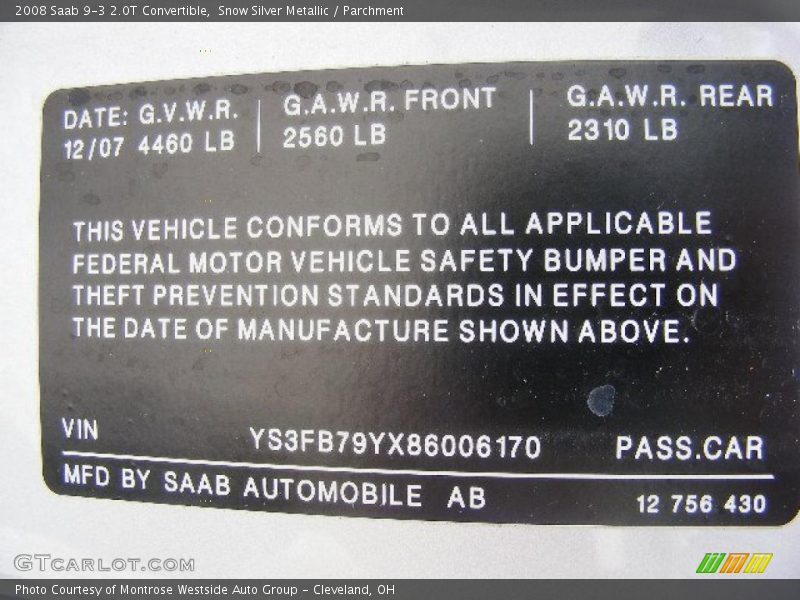 2008 Saab 9-3 2.0T Convertible, Snow Silver Metallic / Parchment
DATE: G.V.W.R. G.A.W.R. FRONT G.A.W.R. REAR
12/07 4460 LB 2560 LB 2310 LB
THIS VEHICLE CONFORMS TO ALL APPLICABLE
FEDERAL MOTOR VEHICLE SAFETY BUMPER AND
THEFT PREVENTION STANDARDS IN EFFECT ON
THE DATE OF MANUFACTURE SHOWN ABOVE.
VIN YS3FB79YX86006170 PASS.CAR
MFD BY SAAB AUTOMOBILE AB 12 756 430
GTCARLOT.COM
Photo Courtesy of Montrose Westside Auto Group - Cleveland, OH